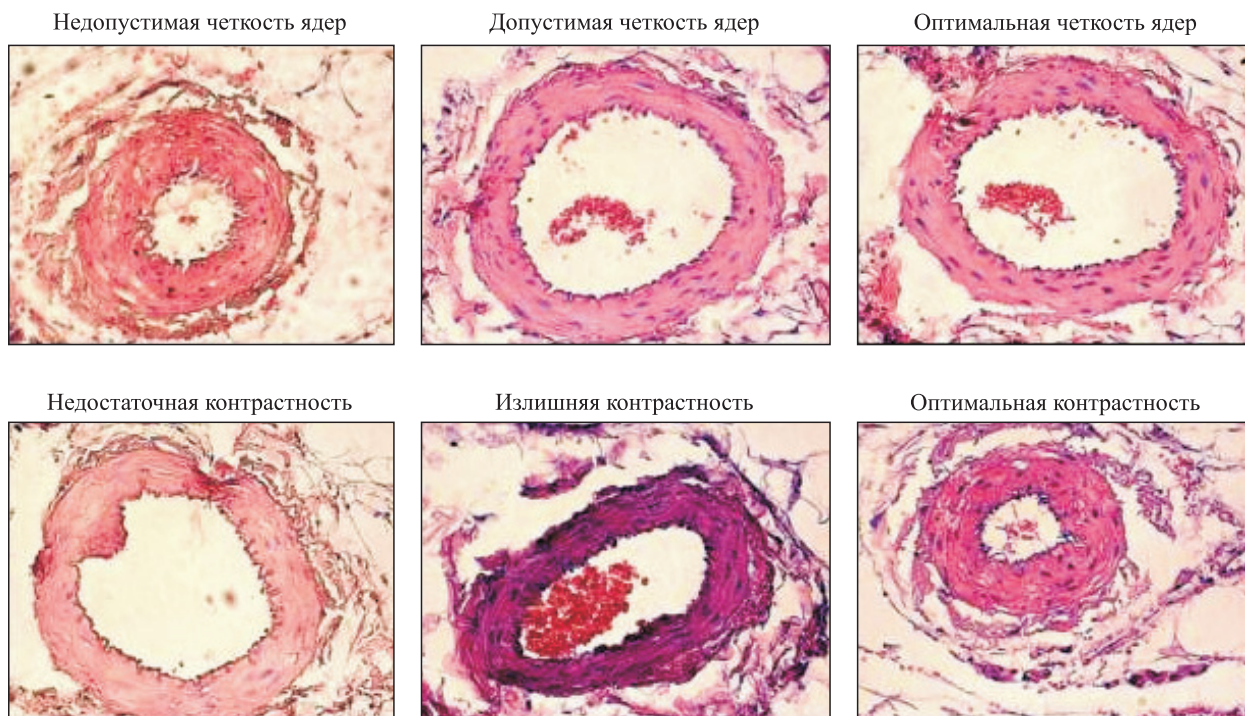 Недопустимая четкость ядер
Допустимая четкость ядер
Оптимальная четкость ядер
Недостаточная контрастность
Излишняя контрастность
Оптимальная контрастность